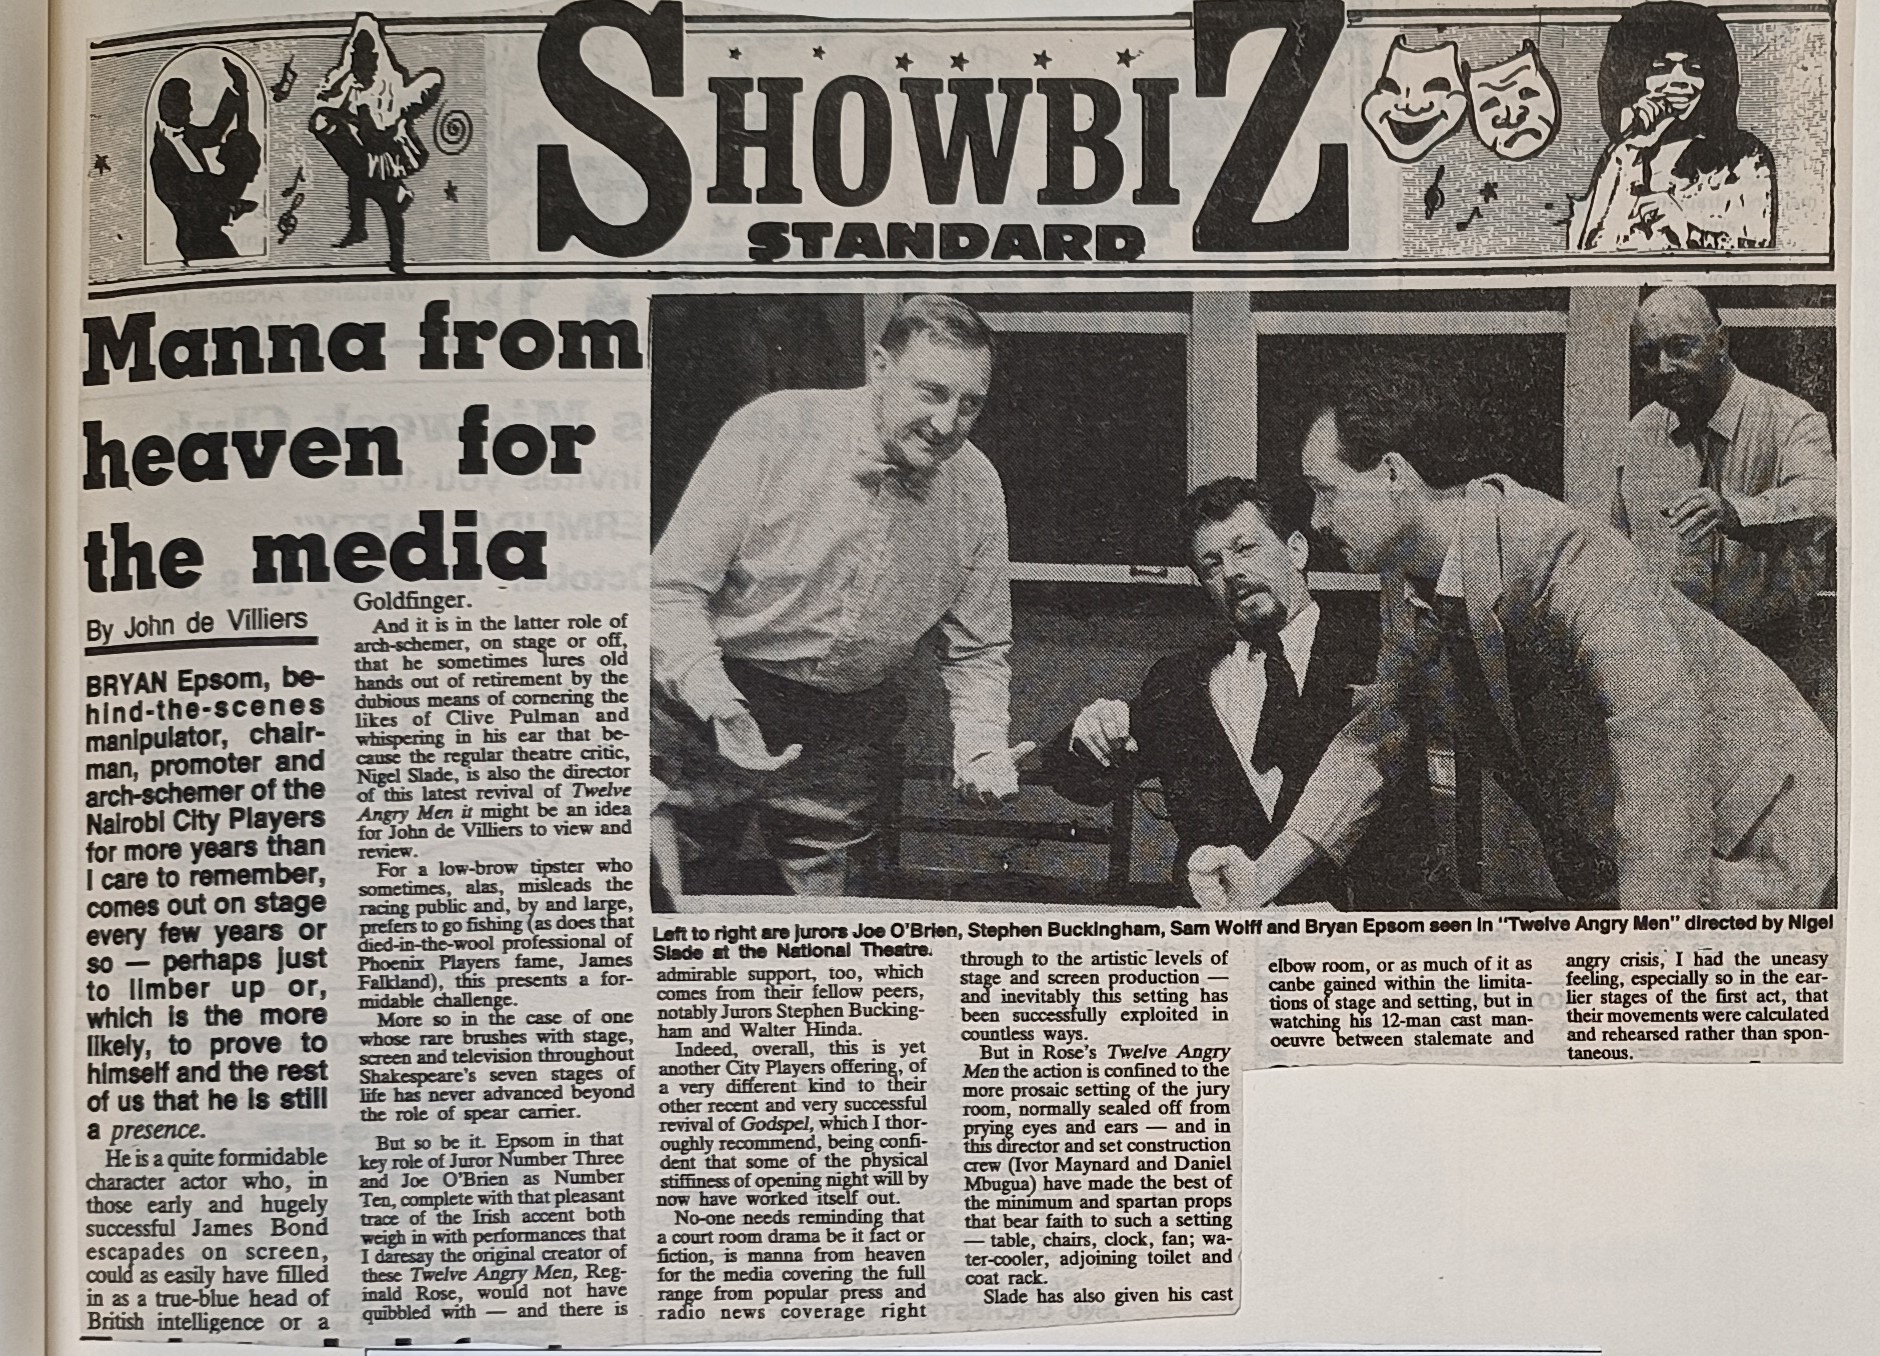 SHOWBIZ
STANDARD
Manna from
heaven for
the media
By John de Villiers
BRYAN Epsom, be-
hind-the-scenes
manipulator, chair-
man, promoter and
arch-schemer of the
Nairobi City Players
for more years than
I care to remember,
comes out on stage
every few years or
so — perhaps just
to limber up or,
which is the more
likely, to prove to
himself and the rest
of us that he is still
a presence.
He is a quite formidable
character actor who, in
those early and hugely
successful James Bond
escapades on screen,
could as easily have filled
in as a true-blue head of
British intelligence or a
Goldfinger.
And it is in the latter role of
arch-schemer, on stage or off,
that he sometimes lures old
hands out of retirement by the
dubious means of cornering the
likes of Clive Pulman and
whispering in his ear that be-
cause the regular theatre critic,
Nigel Slade, is also the director
of this latest revival of Twelve
Angry Men it might be an idea
for John de Villiers to view and
review.
For a low-brow tipster who
sometimes, alas, misleads the
racing public and, by and large,
prefers to go fishing (as does that
died-in-the-wool professional of
Phoenix Players fame, James
Falkland), this presents a for-
midable challenge.
More so in the case of one
whose rare brushes with stage,
screen and television throughout
Shakespeare's seven stages of
life has never advanced beyond
the role of spear carrier.
But so be it. Epsom in that
key role of Juror Number Three
and Joe O'Brien as Number
Ten, complete with that pleasant
trace of the Irish accent both
weigh in with performances that
I daresay the original creator of
these Twelve Angry Men, Reg-
inald Rose, would not have
quibbled with — and there is
Left to right are jurors Joe O'Brien, Stephen Buckingham, Sam Wolff and Bryan Epsom seen in "Twelve Angry Men" directed by Nigel
Slade at the National Theatre.
admirable support, too, which
comes from their fellow peers,
notably Jurors Stephen Bucking-
ham and Walter Hinda.
Indeed, overall, this is yet
another City Players offering, of
a very different kind to their
other recent and very successful
revival of Godspel, which I thor-
oughly recommend, being confi-
dent that some of the physical
stiffiness of opening night will by
now have worked itself out.
No-one needs reminding that
a court room drama be it fact or
fiction, is manna from heaven
for the media covering the full
range from popular press and
radio news coverage right
through to the artistic levels of
stage and screen production —
and inevitably this setting has
been successfully exploited in
countless ways.
But in Rose's Twelve Angry
Men the action is confined to the
more prosaic setting of the jury
room, normally sealed off from
prying eyes and ears — and in
this director and set construction
crew (Ivor Maynard and Daniel
Mbugua) have made the best of
the minimum and spartan props
that bear faith to such a setting
— table, chairs, clock, fan; wa-
ter-cooler, adjoining toilet and
coat rack.
Slade has also given his cast
elbow room, or as much of it as
canbe gained within the limita-
tions of stage and setting, but in
watching his 12-man cast man-
oeuvre between stalemate and
angry crisis, I had the uneasy
feeling, especially so in the ear-
lier stages of the first act, that
their movements were calculated
and rehearsed rather than spon-
taneous.